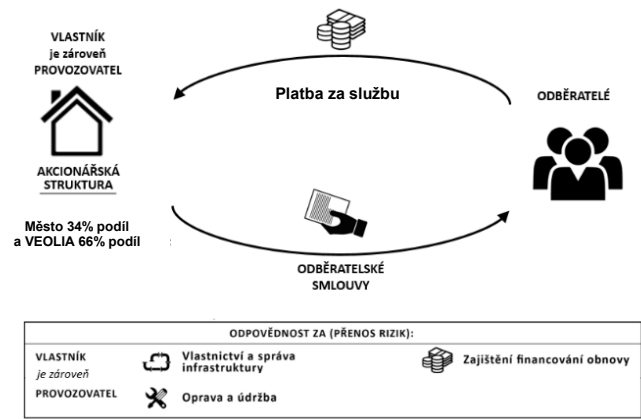 VLASTNÍK
je zároveň
PROVOZOVATEL
Platba za službu
ODBĚRATELÉ
AKCIONÁŘSKÁ
STRUKTURA
Město 34% podíl
a VEOLIA 66% podíl
ODBĚRATELSKÉ
SMLOUVY
ODPOVĚDNOST ZA (PŘENOS RIZIK):
VLASTNÍK
je zároveň
PROVOZOVATEL
Vlastnictví a správa
infrastruktury
Zajištění financování obnovy
Oprava a údržba